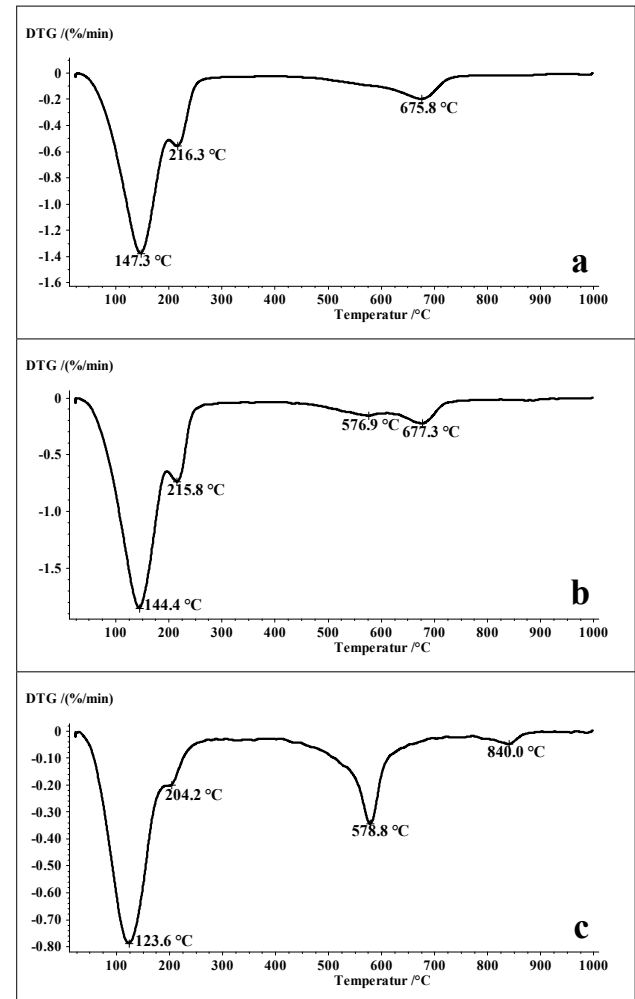 DTG /(%/min)
0
-0.2
-0.4
-0.6
-0.8
-1.0
-1.2
-1.4
-1.6
147.3 °C
216.3 °C
675.8 °C
a
100 200 300 400 500 600 700 800 900 1000
Temperatur /°C
DTG /(%/min)
0
-0.5
-1.0
-1.5
144.4 °C
215.8 °C
576.9 °C
677.3 °C
b
100 200 300 400 500 600 700 800 900 1000
Temperatur /°C
DTG /(%/min)
0
-0.10
-0.20
-0.30
-0.40
-0.50
-0.60
-0.70
-0.80
123.6 °C
204.2 °C
578.8 °C
840.0 °C
c
100 200 300 400 500 600 700 800 900 1000
Temperatur /°C